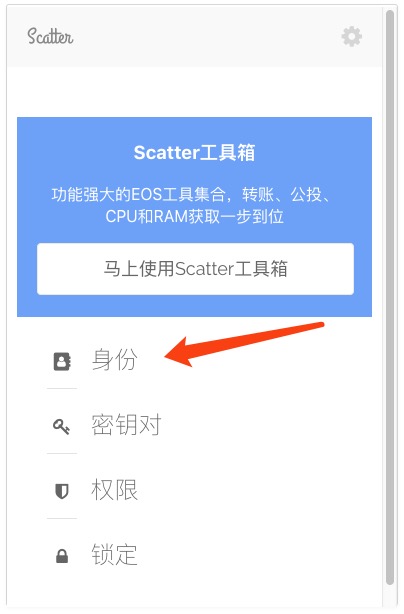 Scatter
Scatter工具箱
功能强大的EOS工具集合，转账、公投、
CPU和RAM获取一步到位
马上使用Scatter工具箱
身份
密钥对
权限
锁定